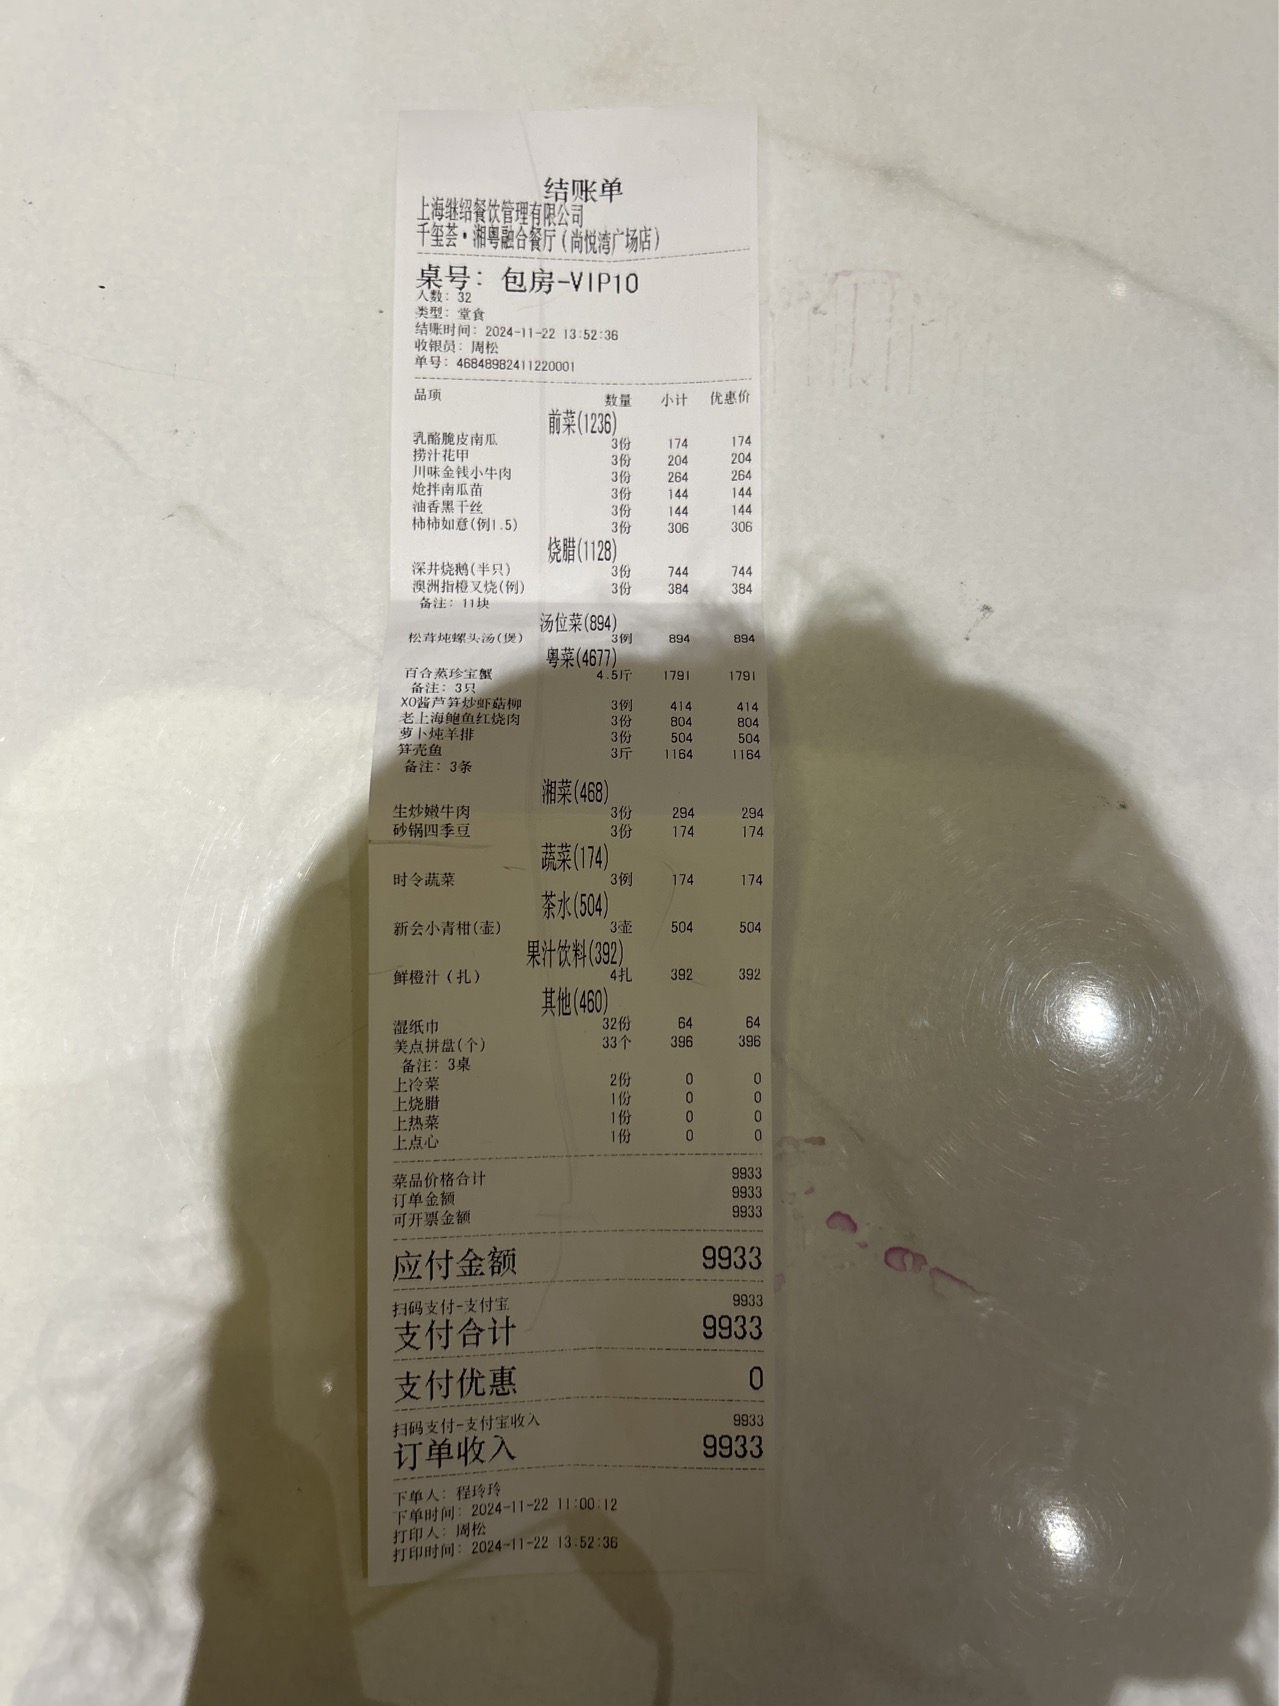 结账单
上海继绍餐饮管理有限公司
千玺荟·湘粤融合餐厅(尚悦湾广场店)
桌号: 包房-VIP10
人数: 32
类型: 堂食
结账时间: 2024-11-22 13:52:36
收银员: 周松
单号: 46848982411220001
品项 数量 小计 优惠价
前菜(1236)
乳酪脆皮南瓜 3份 174 174
捞汁花甲 3份 204 204
川味金钱小牛肉 3份 264 264
炝拌南瓜苗 3份 144 144
油香黑干丝 3份 144 144
柿柿如意(例1.5) 3份 306 306
烧腊(1128)
深井烧鹅(半只) 3份 744 744
澳洲指橙叉烧(例) 3份 384 384
备注: 11块
汤位菜(894)
松茸炖螺头汤(煲) 3例 894 894
粤菜(4677)
百合蒸珍宝蟹 4.5斤 1791 1791
备注: 3只
XO酱芦笋炒虾菇柳 3例 414 414
老上海鲍鱼红烧肉 3份 804 804
萝卜炖羊排 3份 504 504
笋壳鱼 3斤 1164 1164
备注: 3条
湘菜(468)
生炒嫩牛肉 3份 294 294
砂锅四季豆 3份 174 174
蔬菜(174)
时令蔬菜 3例 174 174
茶水(504)
新会小青柑(壶) 3壶 504 504
果汁饮料(392)
鲜橙汁(扎) 4扎 392 392
其他(460)
湿纸巾 32份 64 64
美点拼盘(个) 33个 396 396
备注: 3桌
上冷菜 2份 0 0
上烧腊 1份 0 0
上热菜 1份 0 0
上点心 1份 0 0
菜品价格合计 9933
订单金额 9933
可开票金额 9933
应付金额 9933
扫码支付-支付宝 9933
支付合计 9933
支付优惠 0
扫码支付-支付宝收入 9933
订单收入 9933
下单人: 程玲玲
下单时间: 2024-11-22 11:00:12
打印人: 周松
打印时间: 2024-11-22 13:52:36